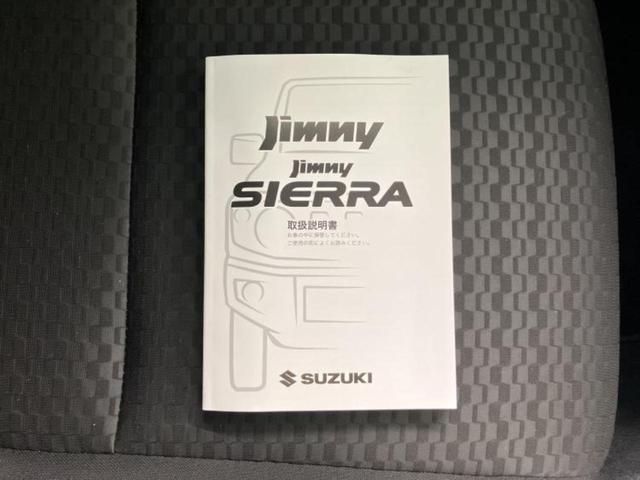 Jimny
Jimny
SIERRA
取扱説明書
お車の中に保管してください。
ご使用の前によくお読みください。
SUZUKI